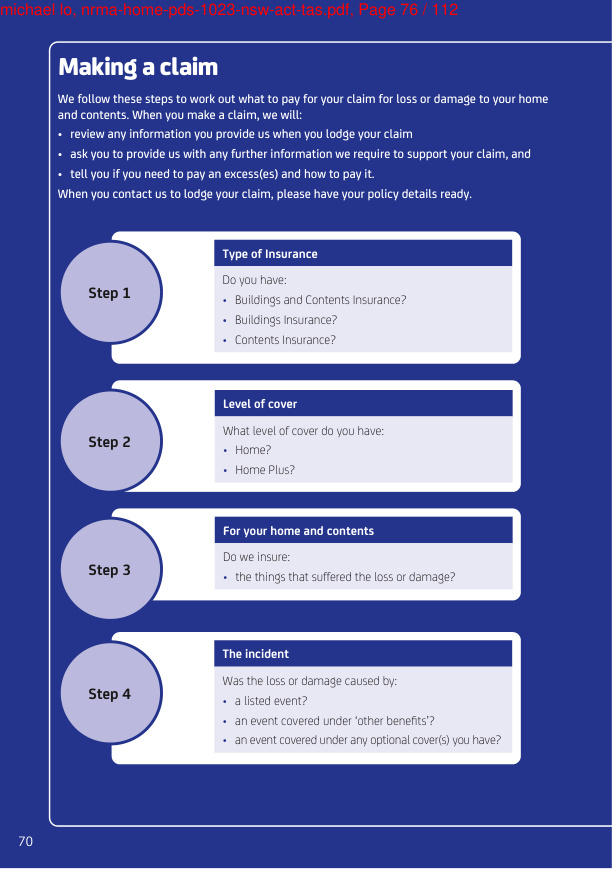 michael lo, nrma-home-pds-1023-nsw-act-tas.pdf, Page 76 / 112
Making a claim
We follow these steps to work out what to pay for your claim for loss or damage to your home
and contents. When you make a claim, we will:
• review any information you provide us when you lodge your claim
• ask you to provide us with any further information we require to support your claim, and
• tell you if you need to pay an excess(es) and how to pay it.
When you contact us to lodge your claim, please have your policy details ready.
Step 1
Type of Insurance
Do you have:
• Buildings and Contents Insurance?
• Buildings Insurance?
• Contents Insurance?
Step 2
Level of cover
What level of cover do you have:
• Home?
• Home Plus?
Step 3
For your home and contents
Do we insure:
• the things that suffered the loss or damage?
Step 4
The incident
Was the loss or damage caused by:
• a listed event?
• an event covered under ‘other benefits’?
• an event covered under any optional cover(s) you have?
70